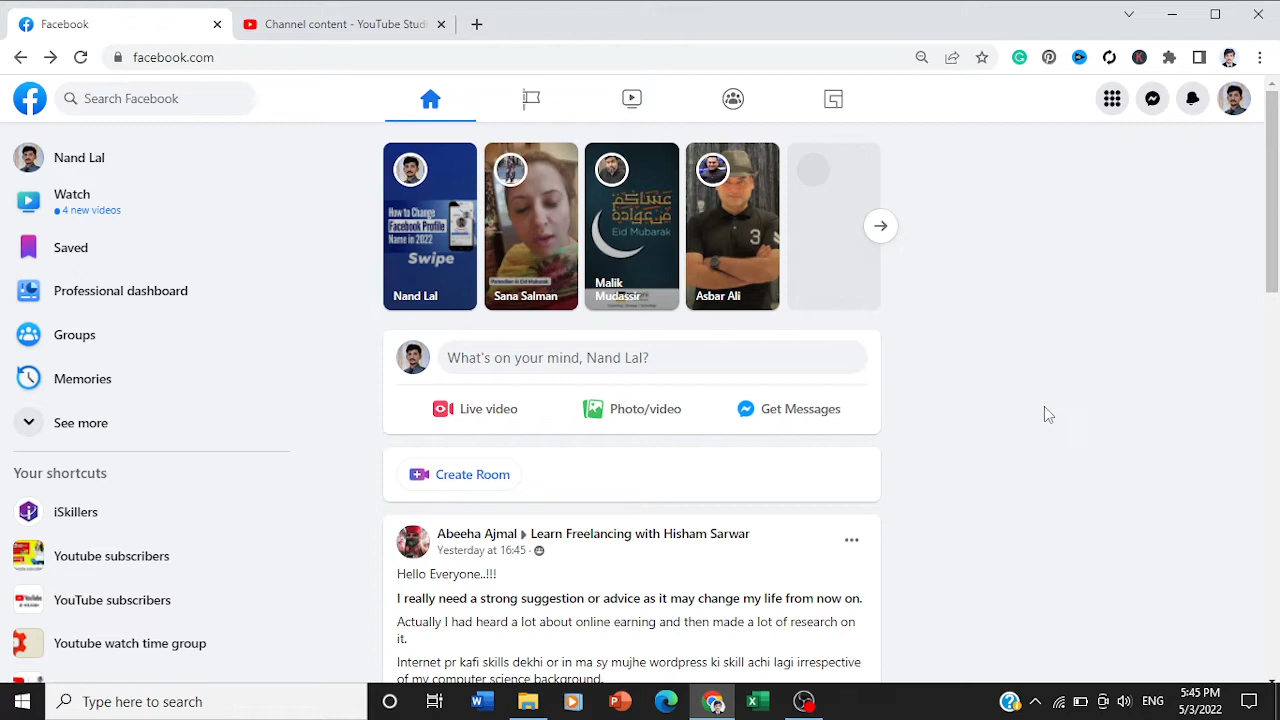 Facebook
Channel content - YouTube Studi
facebook.com
Search Facebook
Nand Lal
Watch
4 new videos
Saved
Professional dashboard
Groups
Memories
See more
Your shortcuts
iSkillers
Youtube subscribers
YouTube subscribers
Youtube watch time group
How to Change
Facebook Profile
Name in 2022
Swipe
Nand Lal
Sana Salman
عساكم
من عواده
Eid Mubarak
Malik
Mudassir
3
Asbar Ali
What's on your mind, Nand Lal?
Live video
Photo/video
Get Messages
Create Room
Abeeha Ajmal Learn Freelancing with Hisham Sarwar
Yesterday at 16:45 ·
Hello Everyone..!!!
I really need a strong suggestion or advice as it may change my life from now on.
Actually I had heard a lot about online earning and then made a lot of research on
it.
Internet pr kafi skills dekhi or in ma sy mujhe wordpress ki skill achi lagi irrespective
of my computer science background.
Type here to search
ENG
5:45 PM
5/3/2022